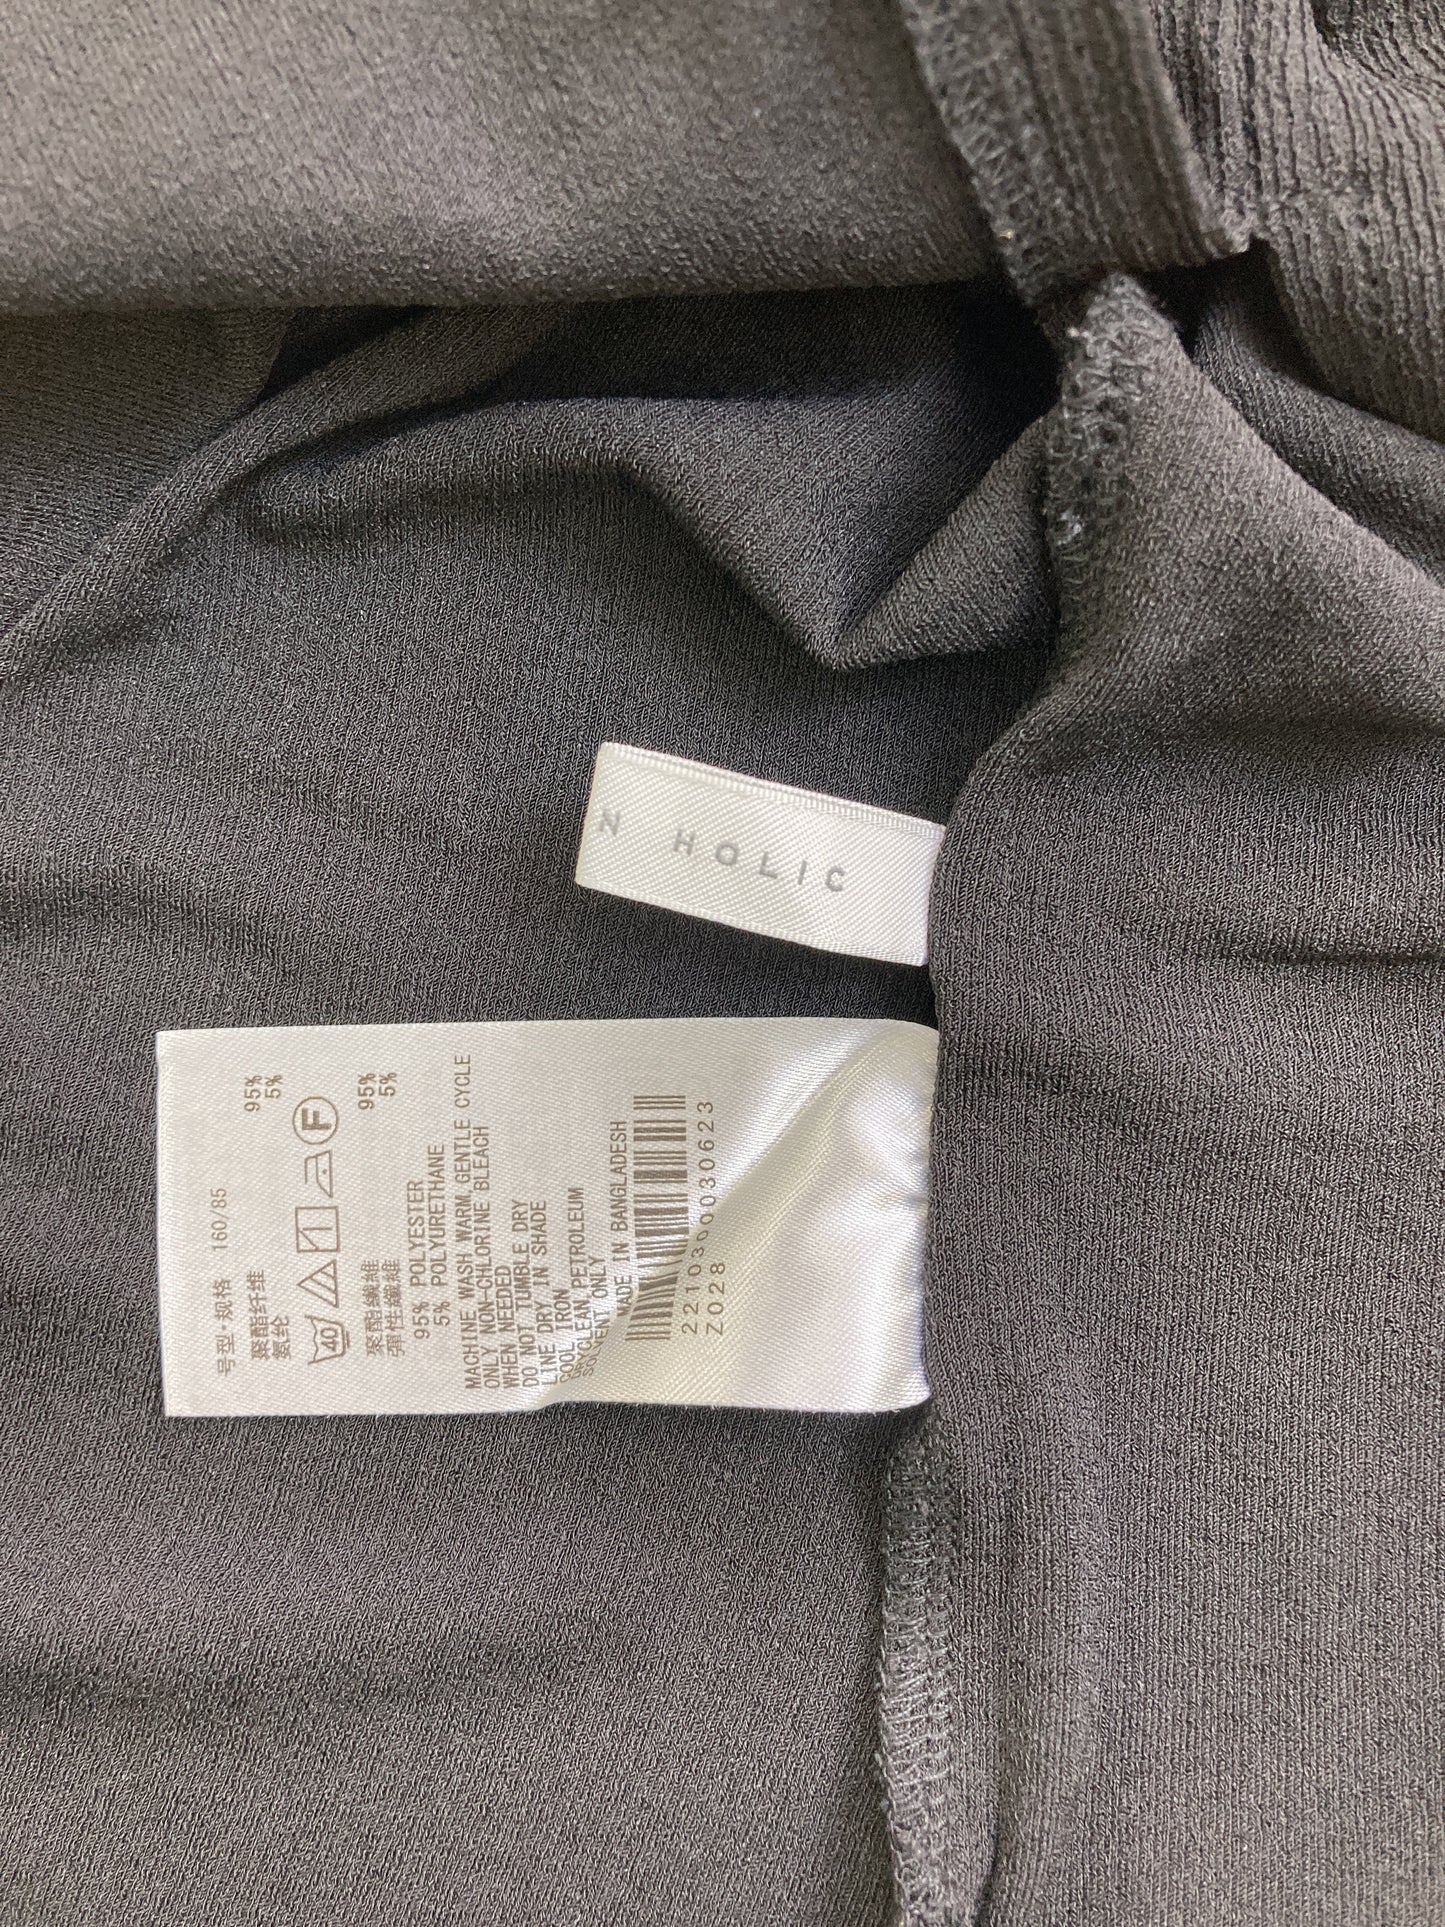 N HOLIC
号型·规格 160/85
聚酯纤维 95%
氨纶 5%
40
F
聚酯纖維 95%
彈性纖維 5%
95% POLYESTER
5% POLYURETHANE
MACHINE WASH WARM, GENTLE CYCLE
ONLY NON-CHLORINE BLEACH
WHEN NEEDED
DO NOT TUMBLE DRY
LINE DRY IN SHADE
COOL IRON
DRYCLEAN, PETROLEUM
SOLVENT ONLY
MADE IN BANGLADESH
2210300030623
Z028